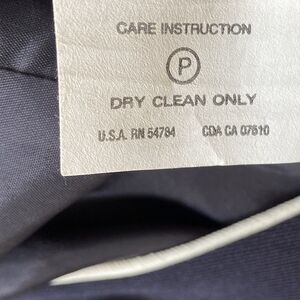 CARE INSTRUCTION
P
DRY CLEAN ONLY
U.S.A. RN 54784 CDA CA 07610